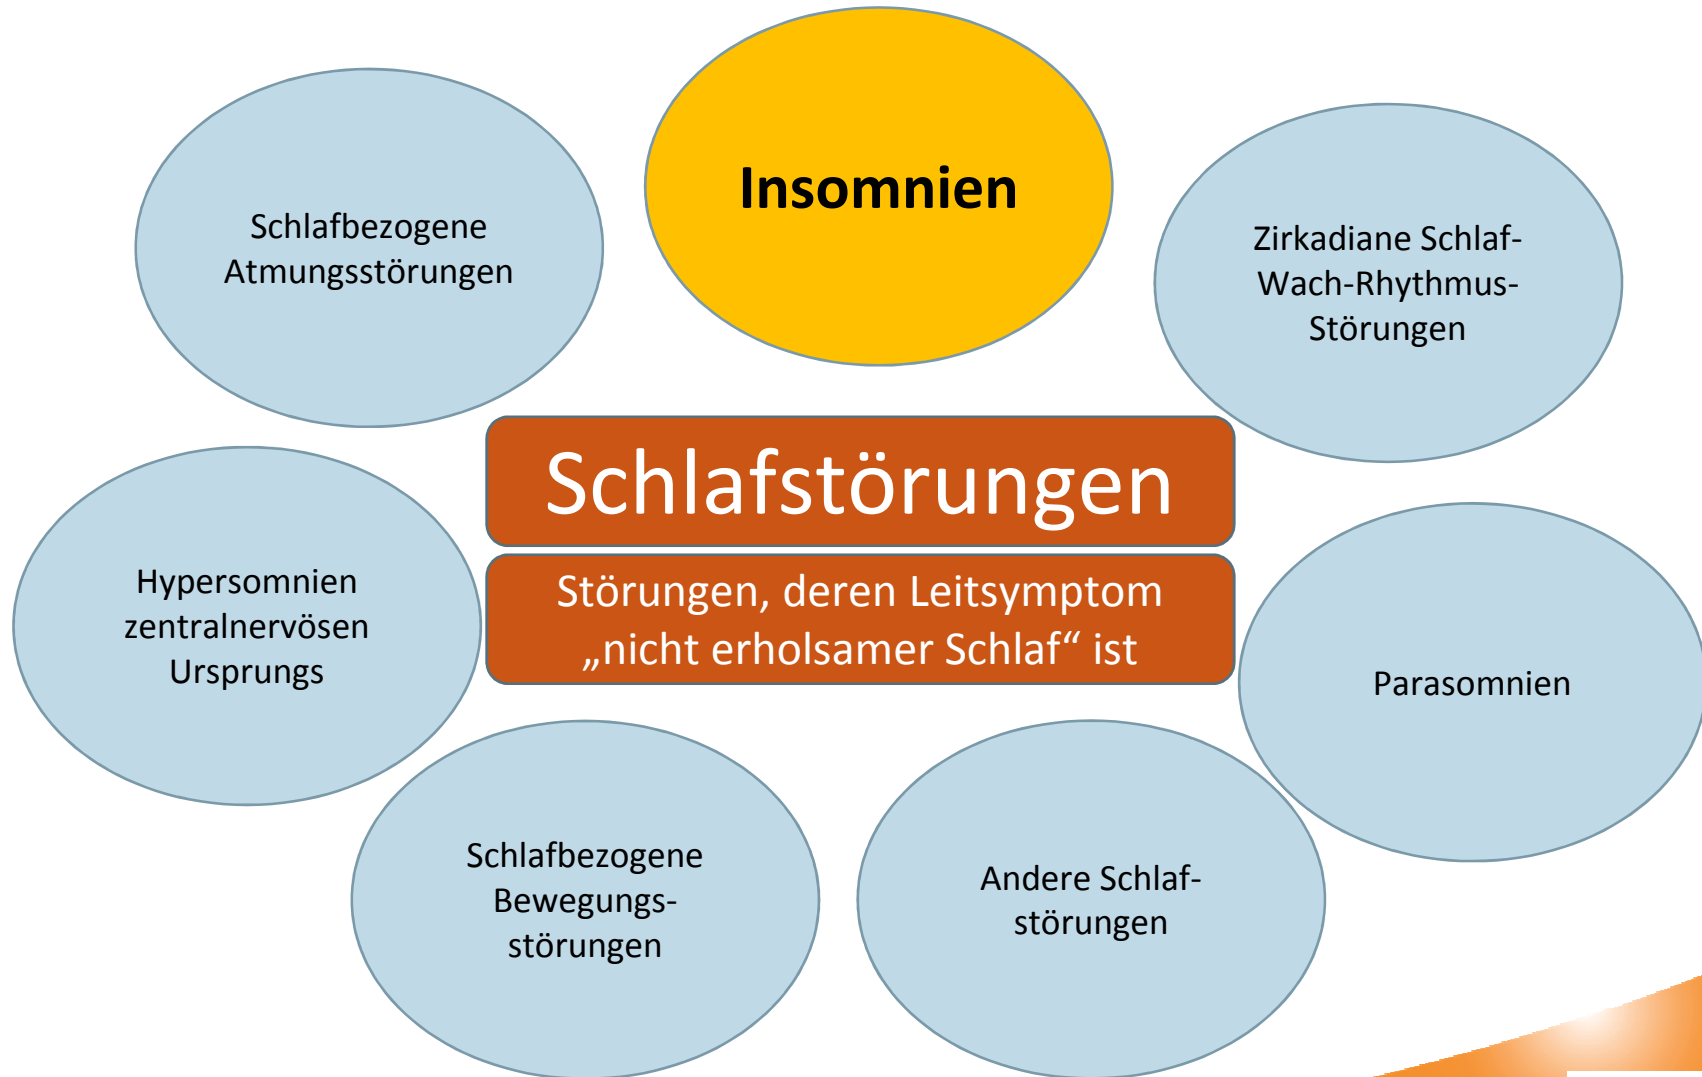 Insomnien
Schlafbezogene
Atmungsstörungen
Zirkadiane Schlaf-
Wach-Rhythmus-
Störungen
Schlafstörungen
Störungen, deren Leitsymptom
„nicht erholsamer Schlaf“ ist
Hypersomnien
zentralnervösen
Ursprungs
Parasomnien
Schlafbezogene
Bewegungs-
störungen
Andere Schlaf-
störungen